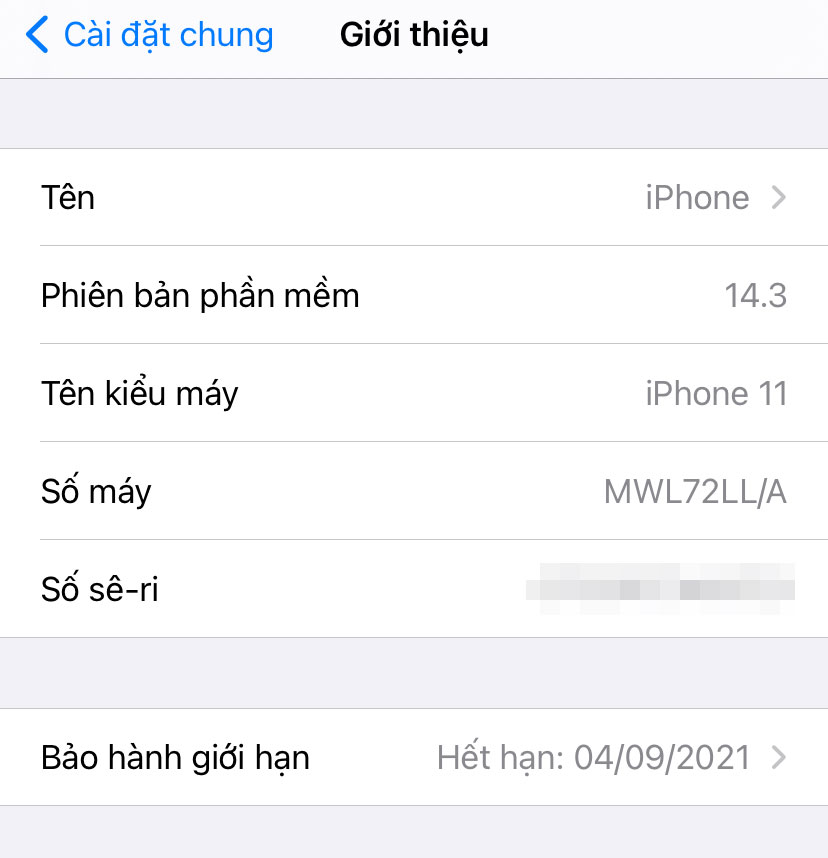 Cài đặt chung Giới thiệu
Tên iPhone
Phiên bản phần mềm 14.3
Tên kiểu máy iPhone 11
Số máy MWL72LL/A
Số sê-ri
Bảo hành giới hạn Hết hạn: 04/09/2021